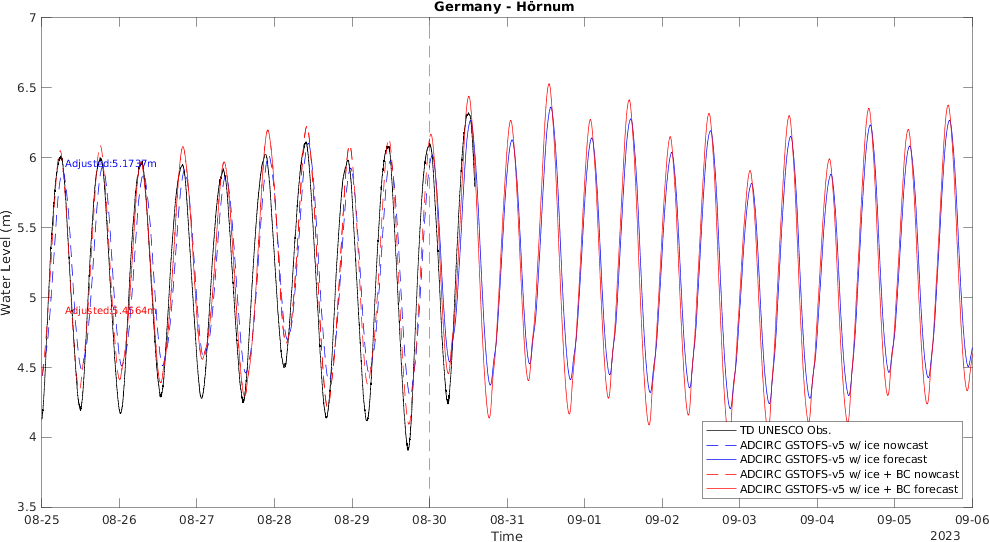 Germany - Hörnum
7
6.5
6
5.5
5
4.5
4
3.5
Water Level (m)
Adjusted:5.1737m
Adjusted:5.4564m
TD UNESCO Obs.
ADCIRC GSTOFS-v5 w/ ice nowcast
ADCIRC GSTOFS-v5 w/ ice forecast
ADCIRC GSTOFS-v5 w/ ice + BC nowcast
ADCIRC GSTOFS-v5 w/ ice + BC forecast
08-25 08-26 08-27 08-28 08-29 08-30 08-31 09-01 09-02 09-03 09-04 09-05 09-06
Time
2023